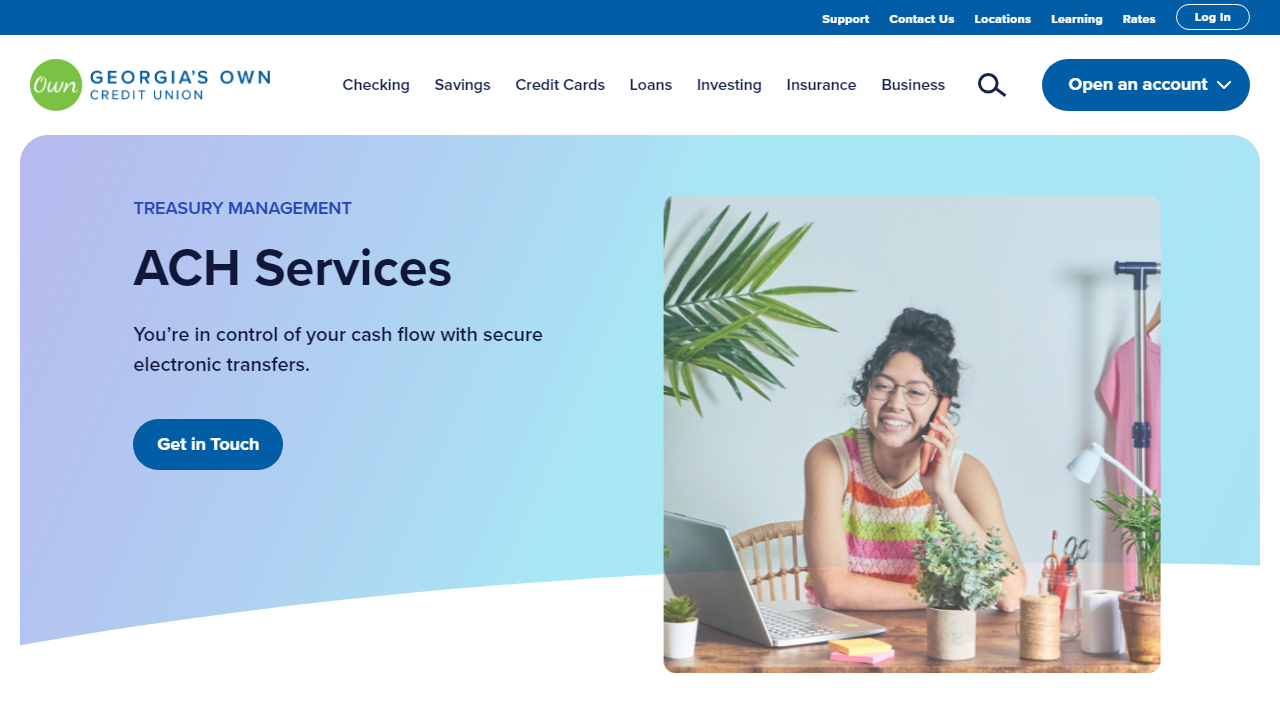 Support Contact Us Locations Learning Rates Log In
Own GEORGIA'S OWN
CREDIT UNION
Checking Savings Credit Cards Loans Investing Insurance Business Open an account
TREASURY MANAGEMENT
ACH Services
You’re in control of your cash flow with secure
electronic transfers.
Get in Touch